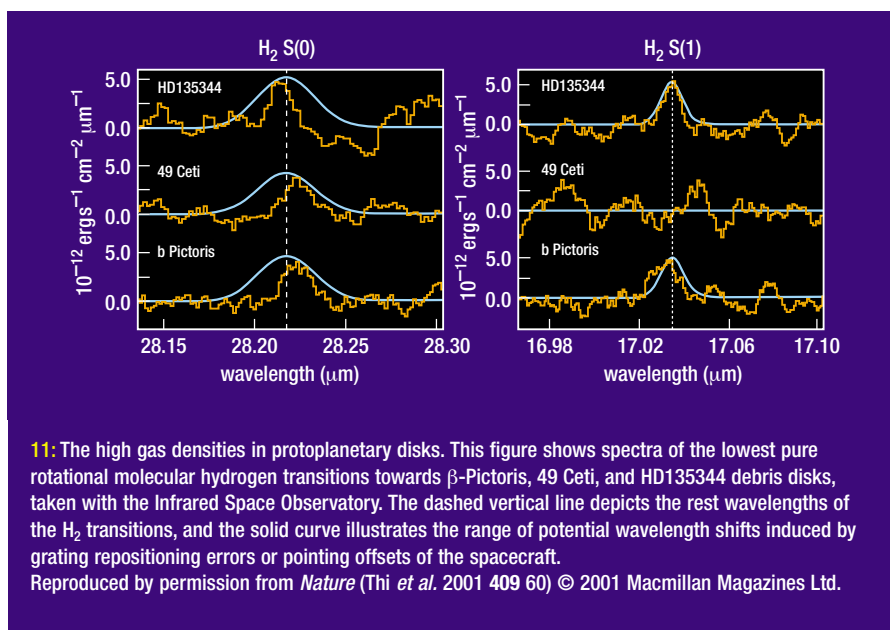 H₂ S(0)
H₂ S(1)
10⁻¹² ergs⁻¹ cm⁻² μm⁻¹
5.0
HD135344
0.0
5.0
49 Ceti
0.0
5.0
b Pictoris
0.0
28.15 28.20 28.25 28.30
wavelength (μm)
10⁻¹² ergs⁻¹ cm⁻² μm⁻¹
5.0
HD135344
0.0
5.0
49 Ceti
0.0
5.0
b Pictoris
0.0
16.98 17.02 17.06 17.10
wavelength (μm)
11: The high gas densities in protoplanetary disks. This figure shows spectra of the lowest pure
rotational molecular hydrogen transitions towards β-Pictoris, 49 Ceti, and HD135344 debris disks,
taken with the Infrared Space Observatory. The dashed vertical line depicts the rest wavelengths of
the H₂ transitions, and the solid curve illustrates the range of potential wavelength shifts induced by
grating repositioning errors or pointing offsets of the spacecraft.
Reproduced by permission from Nature (Thi et al. 2001 409 60) © 2001 Macmillan Magazines Ltd.